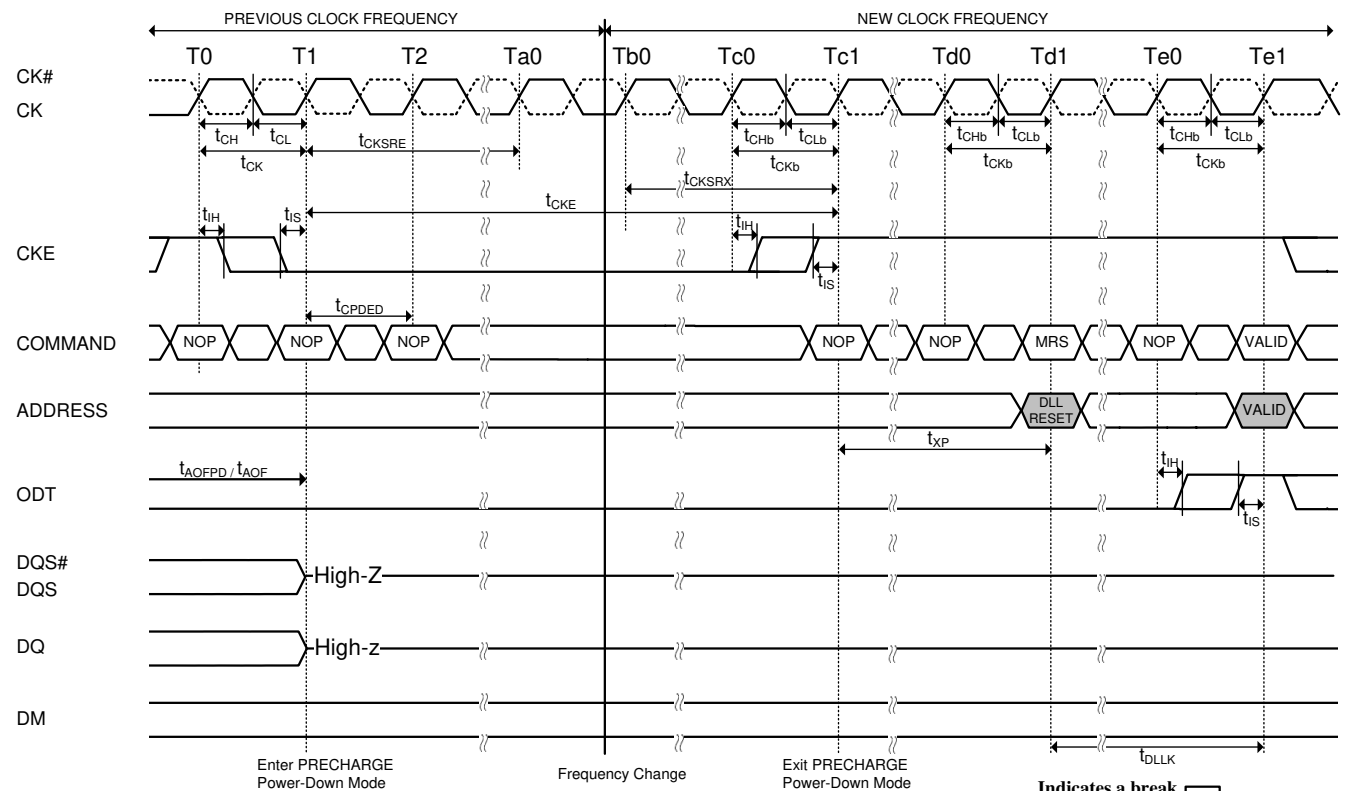 PREVIOUS CLOCK FREQUENCY NEW CLOCK FREQUENCY
T0 T1 T2 Ta0 Tb0 Tc0 Tc1 Td0 Td1 Te0 Te1
CK#
CK
tCH tCL tCKSRE tCHb tCLb tCHb tCLb tCHb tCLb
tCK tCKb tCKb tCKb
tCKSRX
tCKE
tIH tIS tIH
CKE
tIS
tCPDED
COMMAND NOP NOP NOP NOP NOP MRS NOP VALID
ADDRESS DLL RESET VALID
tXP
tAOFPD / tAOF tIH
ODT
tIS
DQS#
High-Z
DQS
DQ High-z
DM
tDLLK
Enter PRECHARGE
Power-Down Mode
Frequency Change
Exit PRECHARGE
Power-Down Mode
Indicates a break